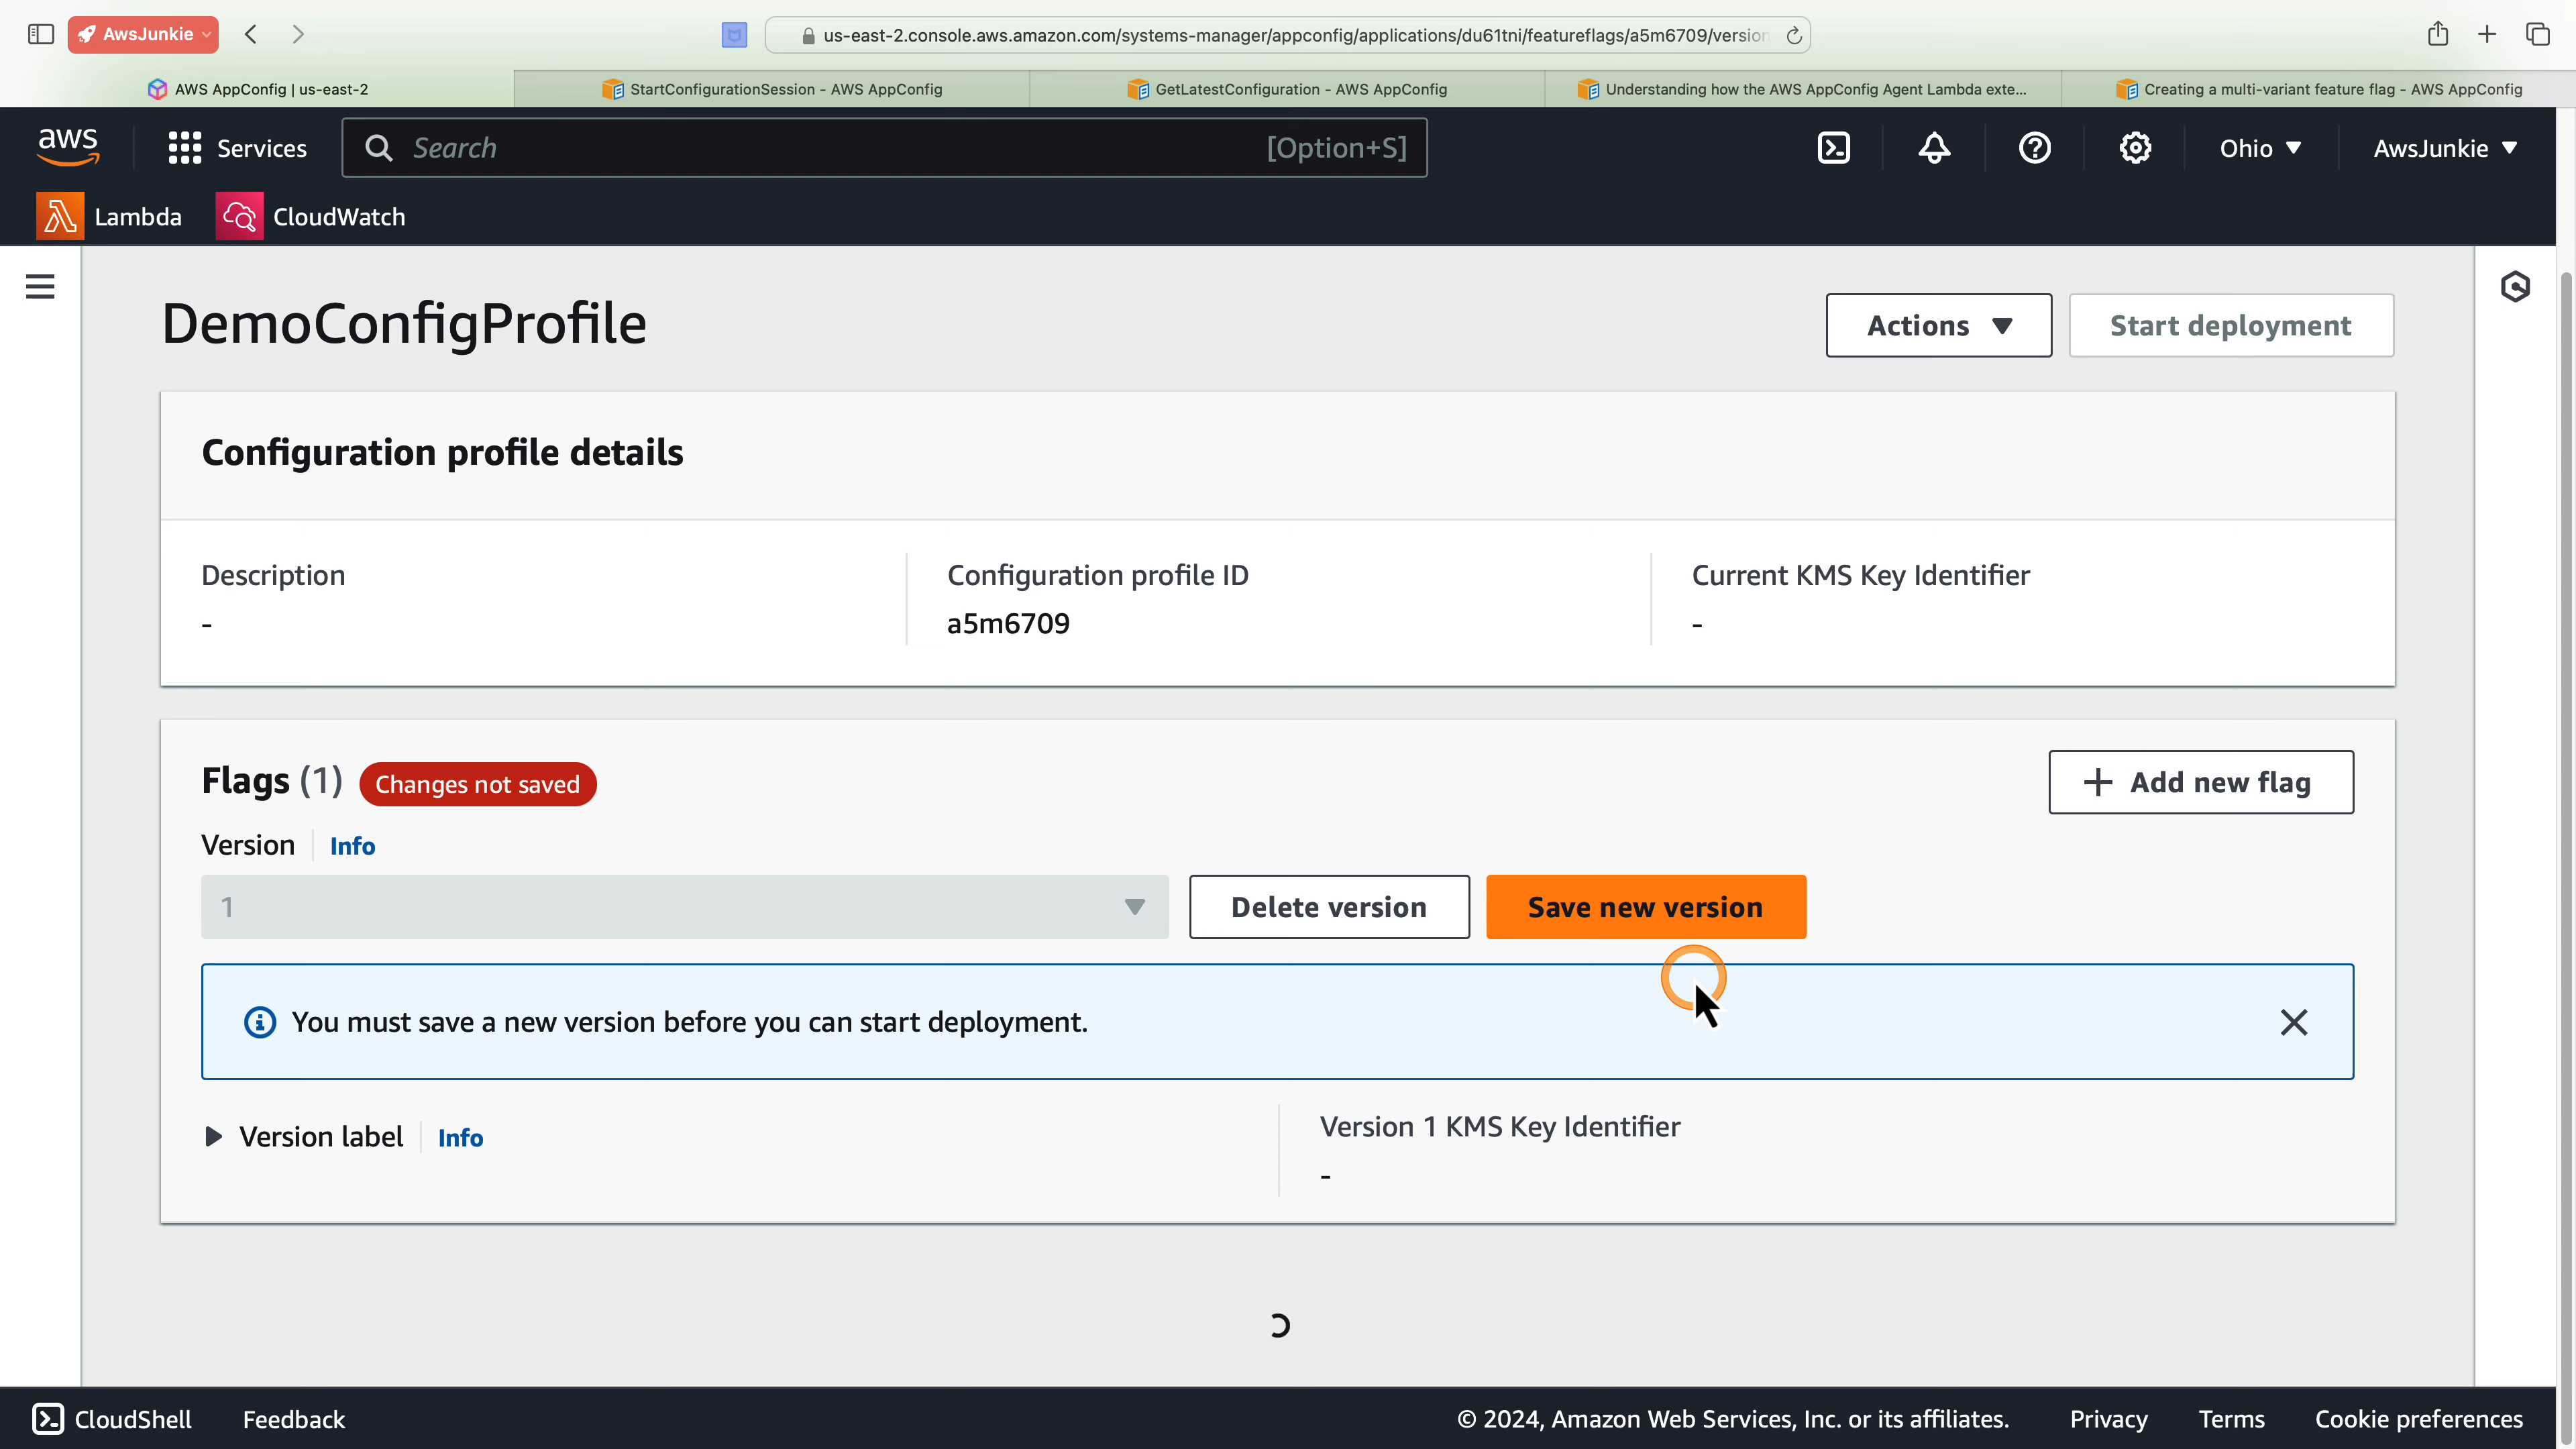 AwsJunkie
us-east-2.console.aws.amazon.com/systems-manager/appconfig/applications/du61tni/featureflags/a5m6709/version
AWS AppConfig | us-east-2
StartConfigurationSession - AWS AppConfig
GetLatestConfiguration - AWS AppConfig
Understanding how the AWS AppConfig Agent Lambda exte...
Creating a multi-variant feature flag - AWS AppConfig
aws
Services
Search
[Option+S]
Ohio
AwsJunkie
Lambda
CloudWatch
DemoConfigProfile
Actions
Start deployment
Configuration profile details
Description
-
Configuration profile ID
a5m6709
Current KMS Key Identifier
-
Flags (1)
Changes not saved
+ Add new flag
Version
Info
1
Delete version
Save new version
You must save a new version before you can start deployment.
Version label
Info
Version 1 KMS Key Identifier
-
CloudShell
Feedback
© 2024, Amazon Web Services, Inc. or its affiliates.
Privacy
Terms
Cookie preferences